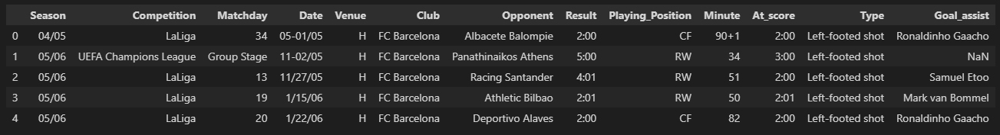 Season Competition Matchday Date Venue Club Opponent Result Playing_Position Minute At_score Type Goal_assist
0 04/05 LaLiga 34 05-01/05 H FC Barcelona Albacete Balompie 2:00 CF 90+1 2:00 Left-footed shot Ronaldinho Gaacho
1 05/06 UEFA Champions League Group Stage 11-02/05 H FC Barcelona Panathinaikos Athens 5:00 RW 34 3:00 Left-footed shot NaN
2 05/06 LaLiga 13 11/27/05 H FC Barcelona Racing Santander 4:01 RW 51 2:00 Left-footed shot Samuel Etoo
3 05/06 LaLiga 19 1/15/06 H FC Barcelona Athletic Bilbao 2:01 RW 50 2:01 Left-footed shot Mark van Bommel
4 05/06 LaLiga 20 1/22/06 H FC Barcelona Deportivo Alaves 2:00 CF 82 2:00 Left-footed shot Ronaldinho Gaacho